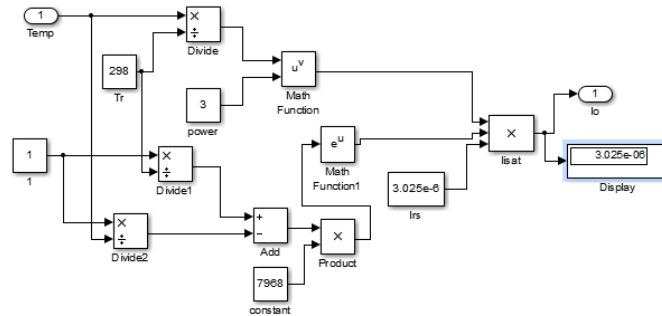 1
Temp
×
÷
Divide
298
Tr
3
power
u^v
Math
Function
1
1
×
÷
Divide1
×
÷
Divide2
+
−
Add
7968
constant
×
Product
e^u
Math
Function1
3.025e-6
Irs
×
Iisat
1
Io
3.025e-06
Display